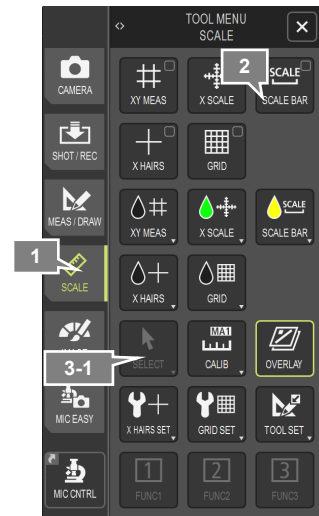 TOOL MENU
SCALE
CAMERA
SHOT / REC
MEAS / DRAW
1
SCALE
3-1
MIC EASY
MIC CNTRL
XY MEAS
X SCALE
2
SCALE
SCALE BAR
X HAIRS
GRID
XY MEAS
X SCALE
SCALE
SCALE BAR
X HAIRS
GRID
SELECT
MA1
CALIB
OVERLAY
X HAIRS SET
GRID SET
TOOL SET
1
FUNC1
2
FUNC2
3
FUNC3